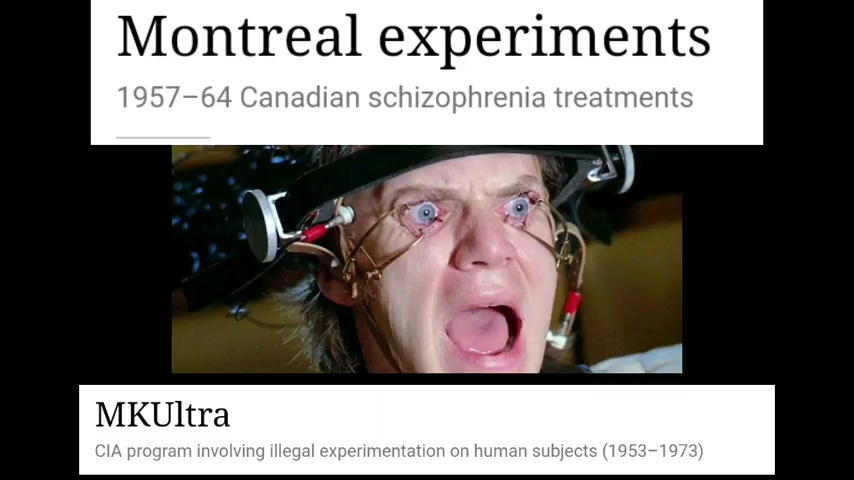 Montreal experiments
1957–64 Canadian schizophrenia treatments
MKUltra
CIA program involving illegal experimentation on human subjects (1953–1973)